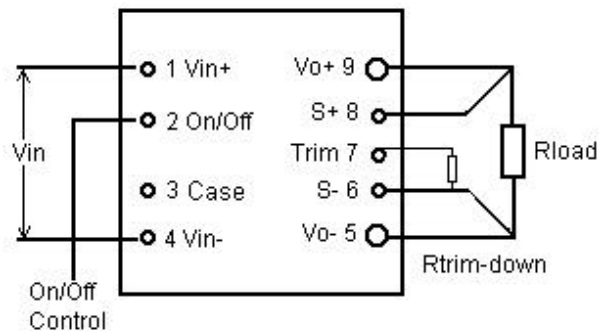 1 Vin+
Vo+ 9
S+ 8
2 On/Off
Trim 7
Vin
Rload
3 Case
S- 6
4 Vin-
Vo- 5
Rtrim-down
On/Off
Control